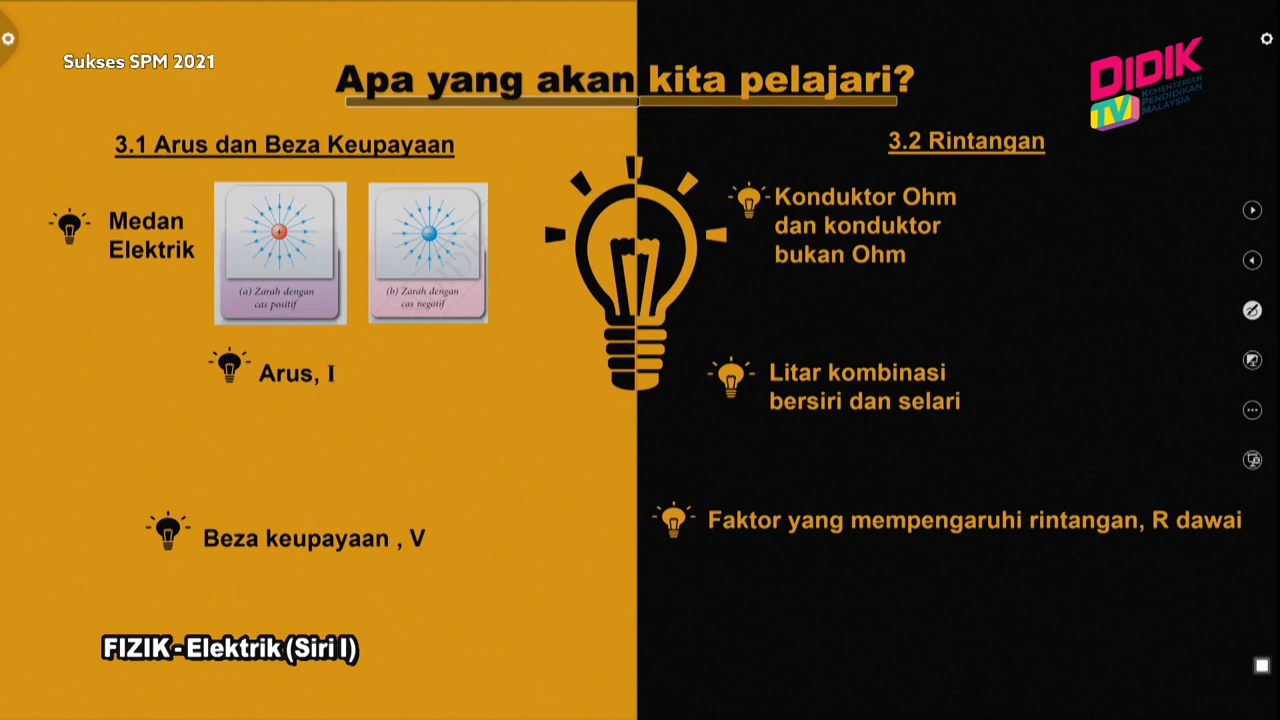 Sukses SPM 2021
Apa yang akan kita pelajari?
DIDIK
TV
KEMENTERIAN
PENDIDIKAN
MALAYSIA
3.1 Arus dan Beza Keupayaan
Medan
Elektrik
+
(a) Zarah dengan
cas positif
-
(b) Zarah dengan
cas negatif
Arus, I
Beza keupayaan , V
3.2 Rintangan
Konduktor Ohm
dan konduktor
bukan Ohm
Litar kombinasi
bersiri dan selari
Faktor yang mempengaruhi rintangan, R dawai
FIZIK - Elektrik (Siri I)